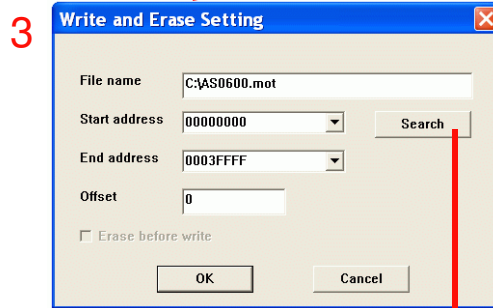 3
Write and Erase Setting
File name C:\AS0600.mot
Start address 00000000 Search
End address 0003FFFF
Offset 0
Erase before write
OK Cancel